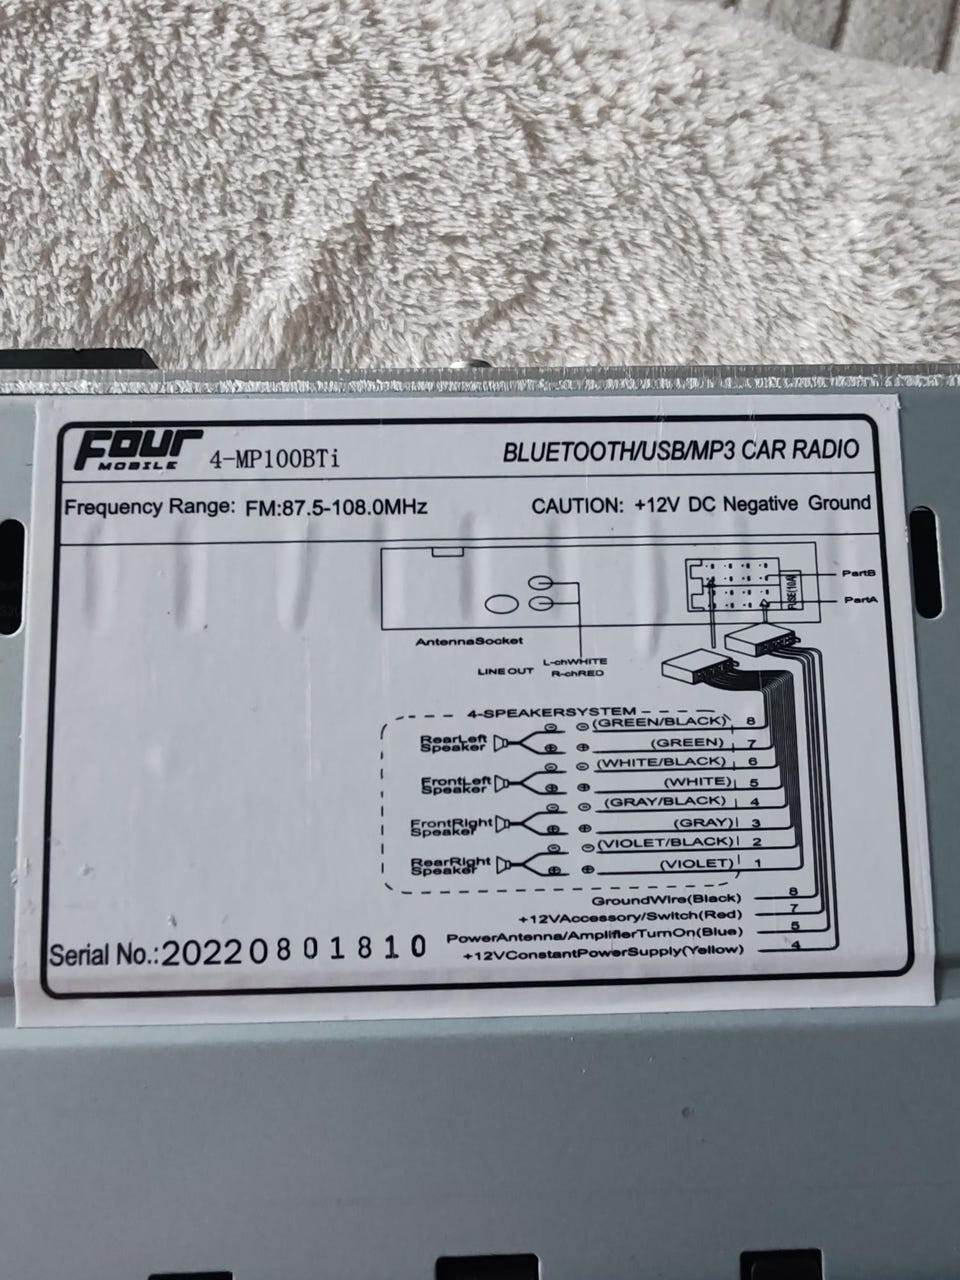 FOUR
MOBILE
4-MP100BTi
BLUETOOTH/USB/MP3 CAR RADIO
Frequency Range: FM:87.5-108.0MHz
CAUTION: +12V DC Negative Ground
PartB
FUSE(10A)
PartA
AntennaSocket
LINE OUT
L-chWHITE
R-chRED
4-SPEAKERSYSTEM
RearLeft
Speaker
(GREEN/BLACK) 8
(GREEN) 7
FrontLeft
Speaker
(WHITE/BLACK) 6
(WHITE) 5
FrontRight
Speaker
(GRAY/BLACK) 4
(GRAY) 3
RearRight
Speaker
(VIOLET/BLACK) 2
(VIOLET) 1
GroundWire(Black) 8
+12VAccessory/Switch(Red) 7
PowerAntenna/AmplifierTurnOn(Blue) 5
+12VConstantPowerSupply(Yellow) 4
Serial No.:20220801810